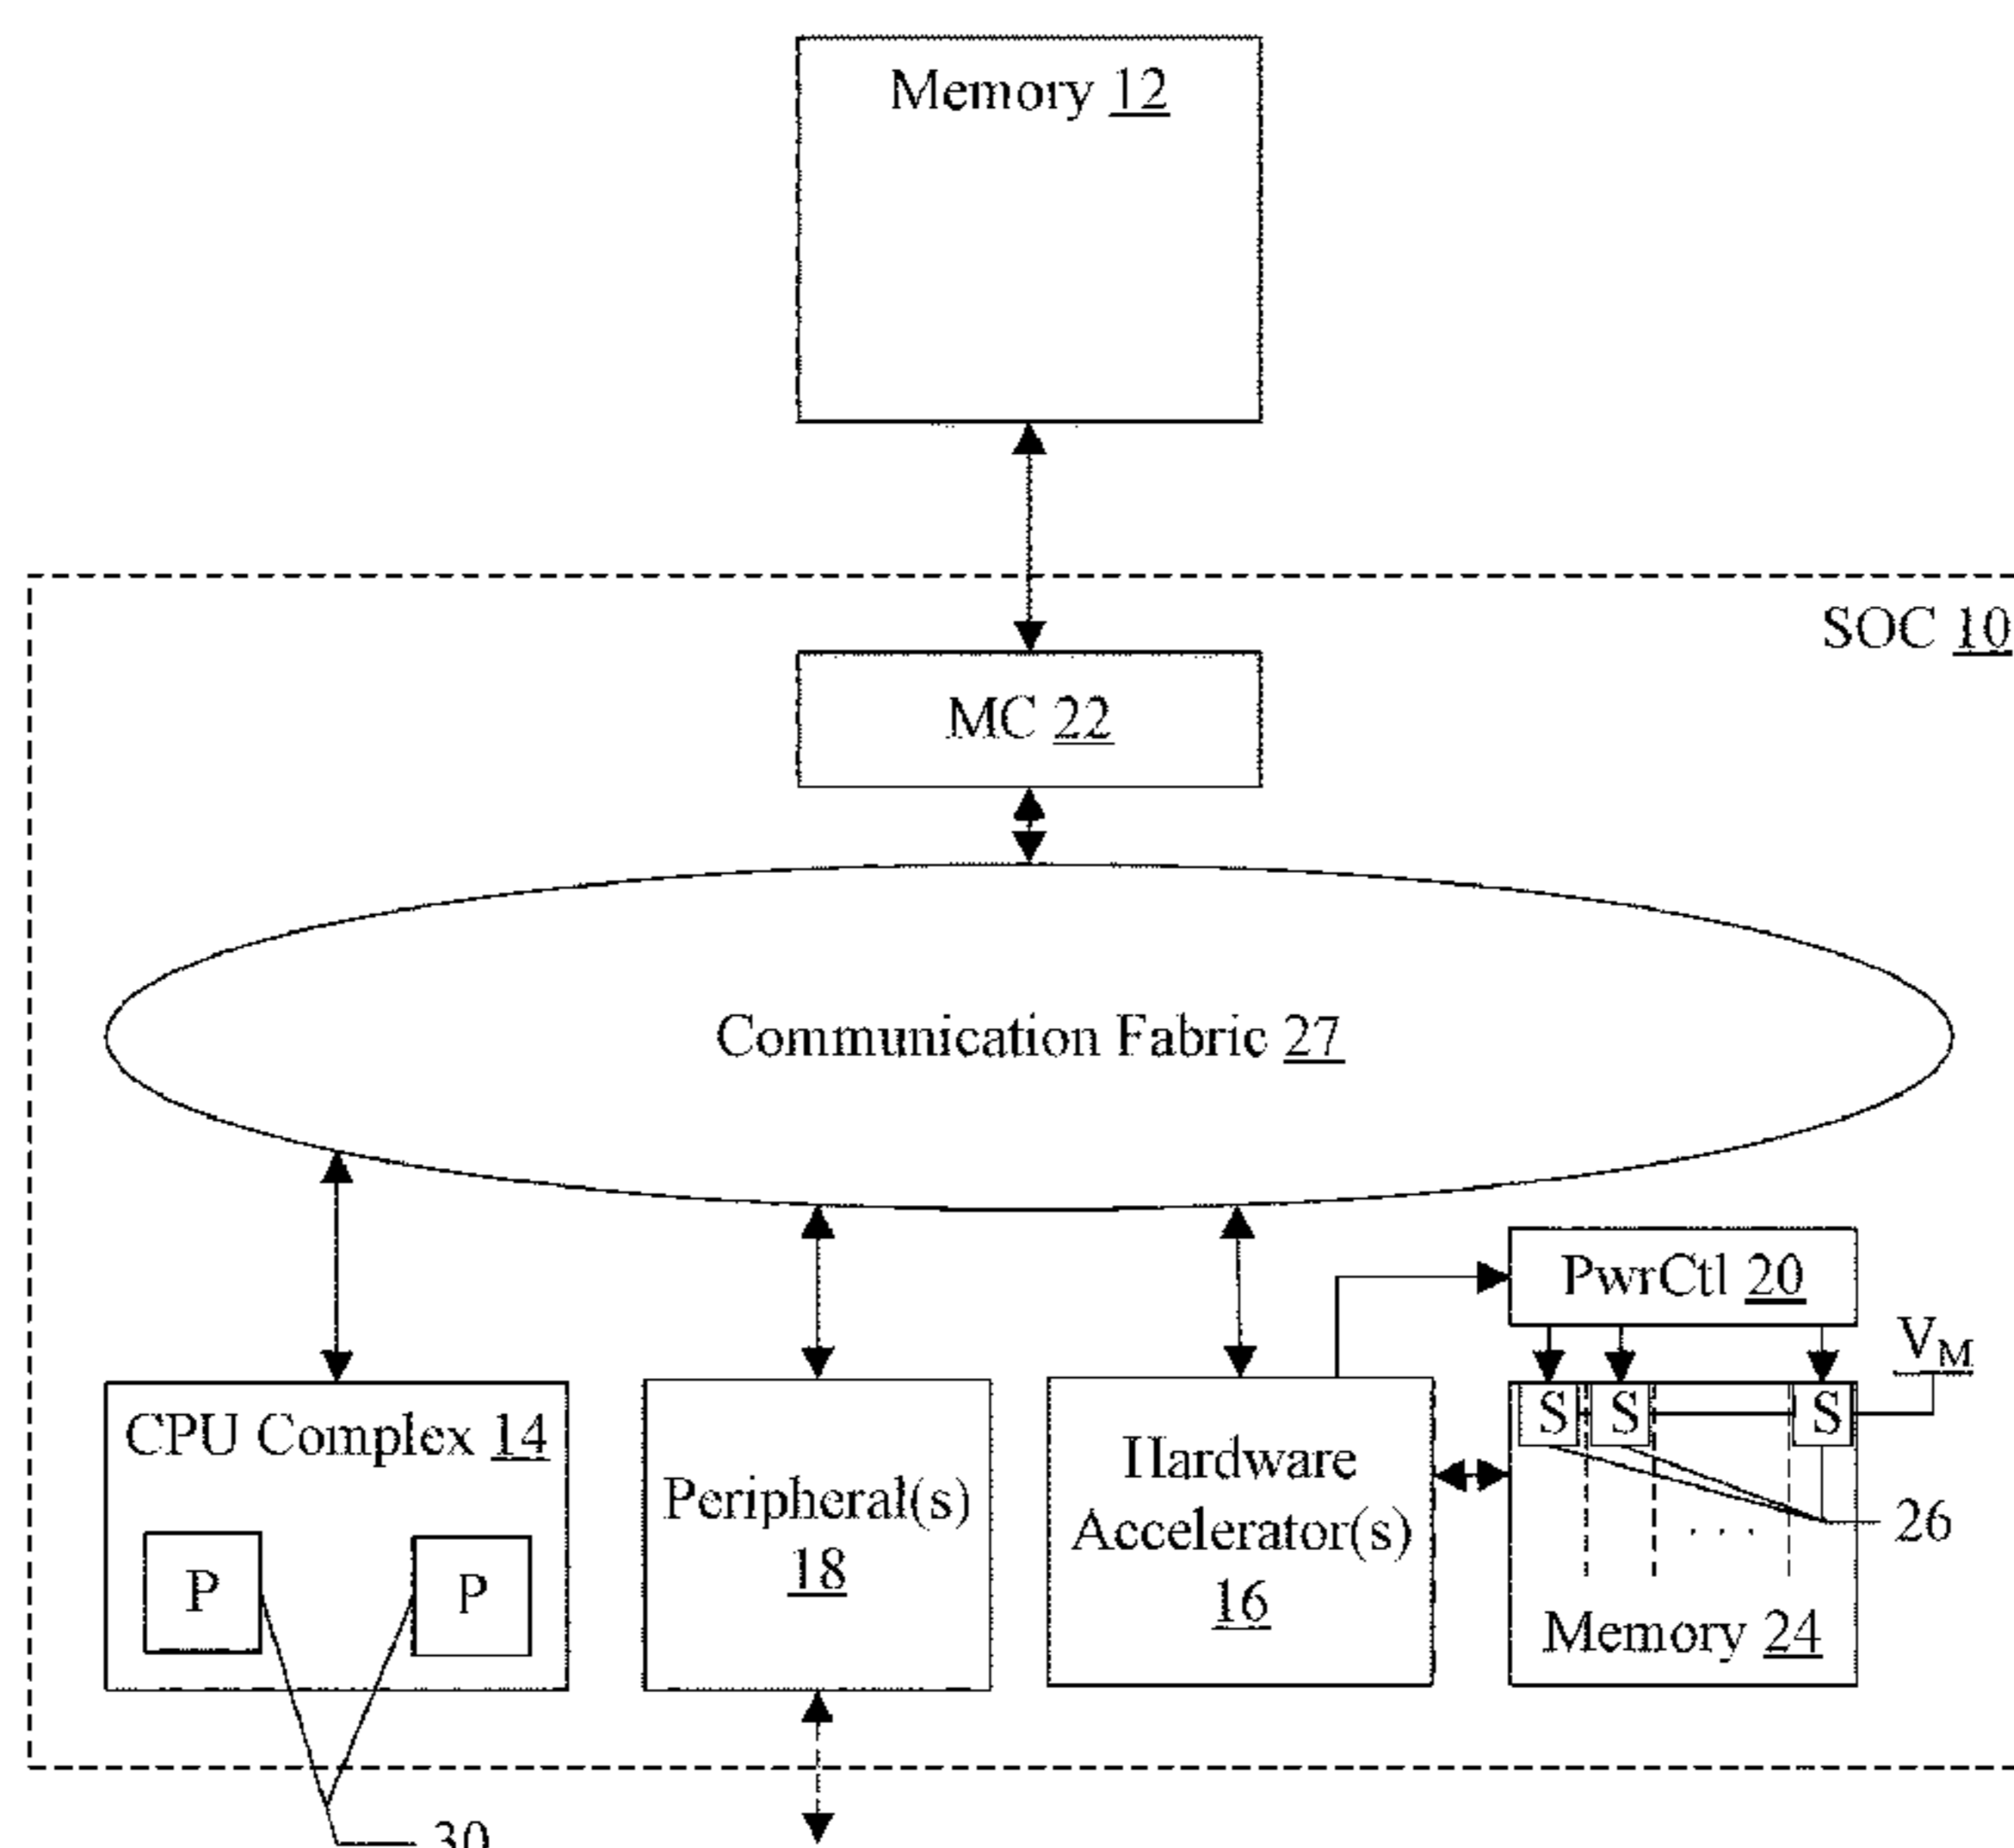 Memory 12
SOC 10
MC 22
Communication Fabric 27
PwrCtl 20
VM
CPU Complex 14
S S S
Peripheral(s)
18
Hardware
Accelerator(s)
16
. . .
26
P P
Memory 24
30